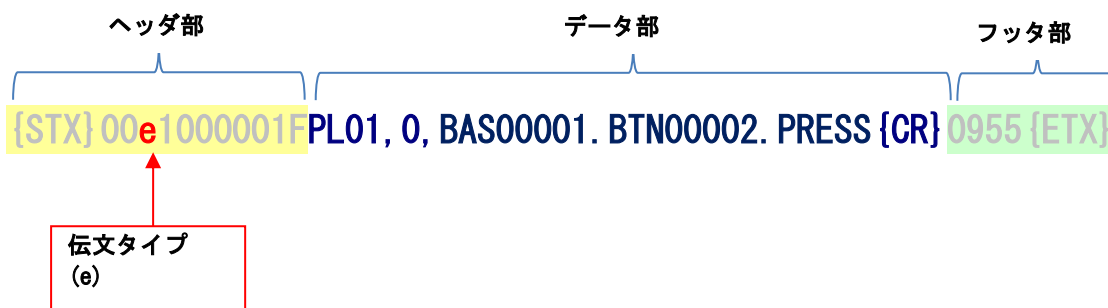 ヘッダ部
データ部
フッタ部
{STX}00e1000001FPL01,0,BAS00001.BTN00002.PRESS{CR}0955{ETX}
伝文タイプ
(e)